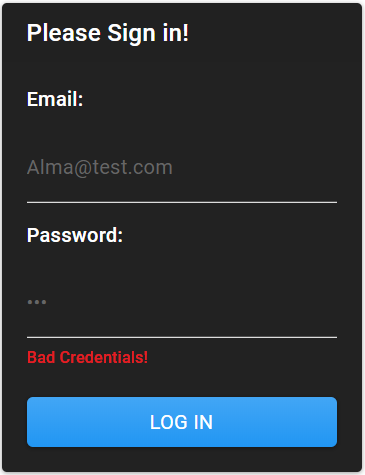 Please Sign in!
Email:
Alma@test.com
Password:
•••
Bad Credentials!
LOG IN